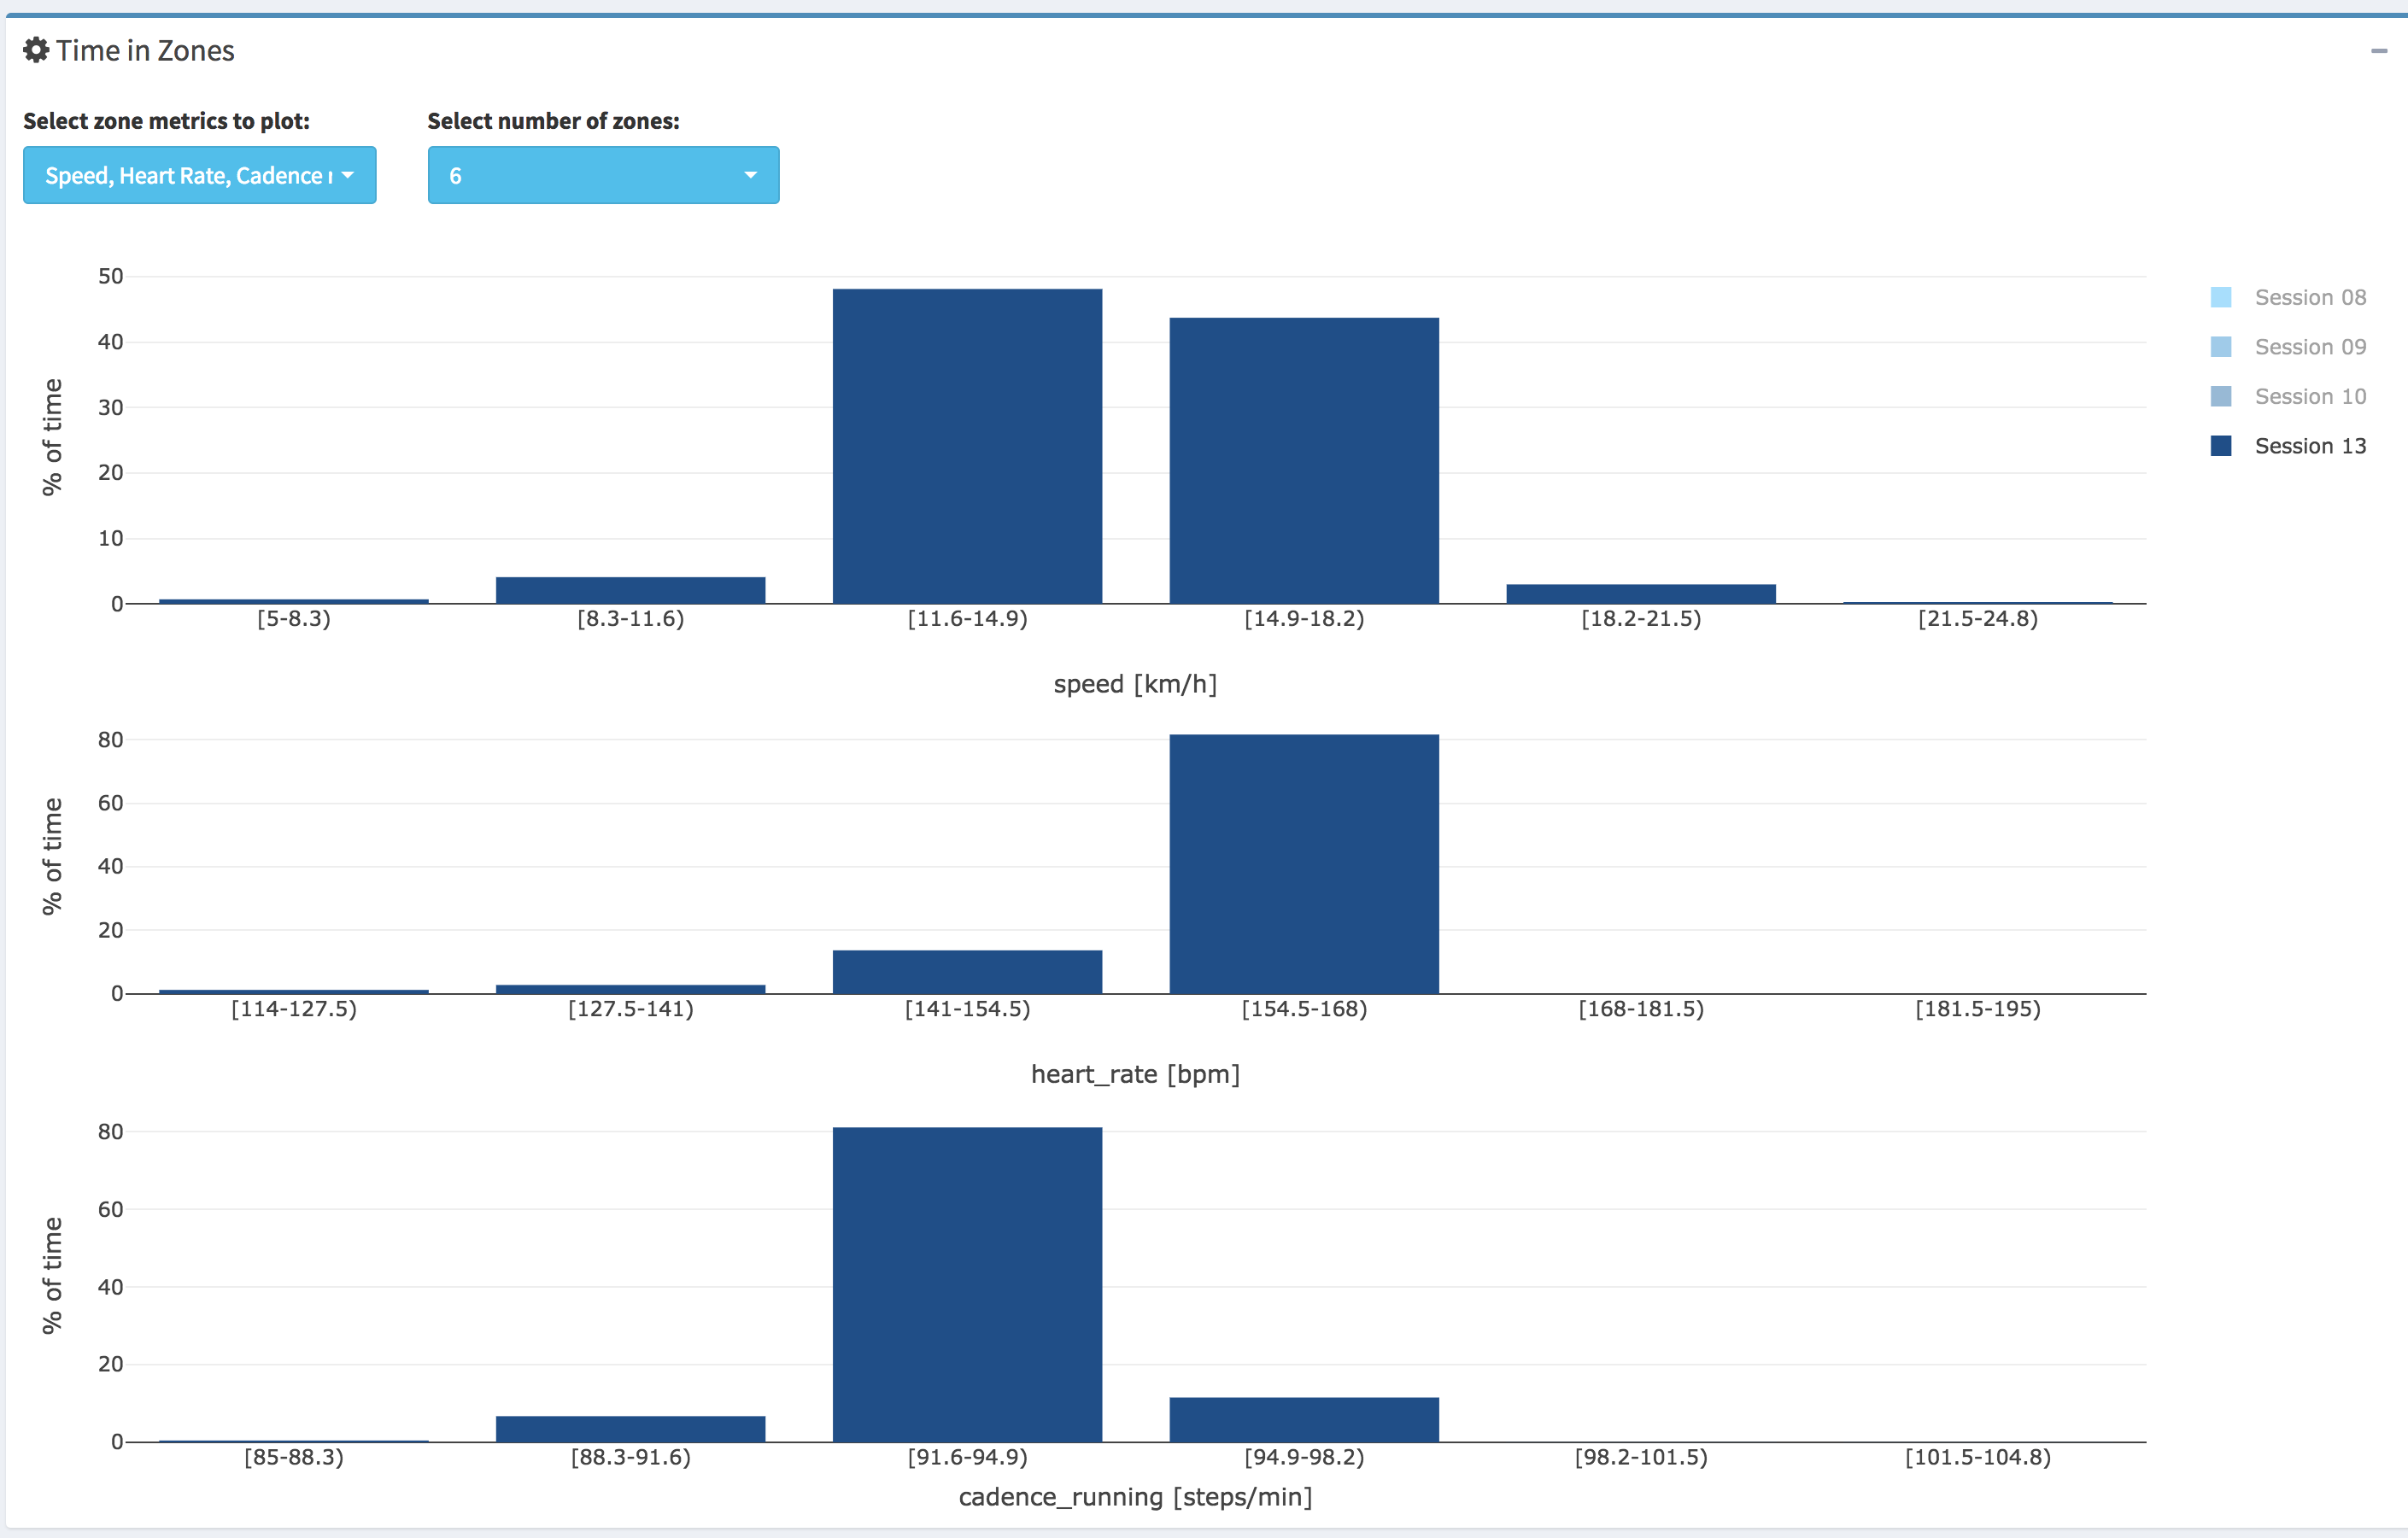 Time in Zones
Select zone metrics to plot:
Select number of zones:
Speed, Heart Rate, Cadence
6
50
40
30
20
10
0
% of time
[5-8.3)
[8.3-11.6)
[11.6-14.9)
[14.9-18.2)
[18.2-21.5)
[21.5-24.8)
speed [km/h]
Session 08
Session 09
Session 10
Session 13
80
60
40
20
0
% of time
[114-127.5)
[127.5-141)
[141-154.5)
[154.5-168)
[168-181.5)
[181.5-195)
heart_rate [bpm]
80
60
40
20
0
% of time
[85-88.3)
[88.3-91.6)
[91.6-94.9)
[94.9-98.2)
[98.2-101.5)
[101.5-104.8)
cadence_running [steps/min]